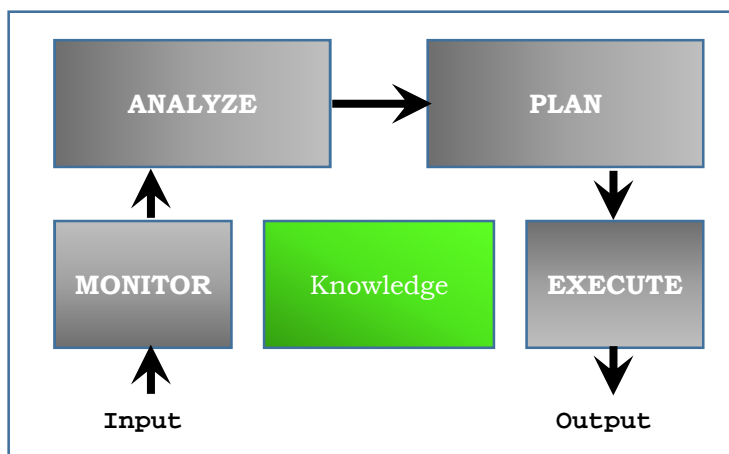 ANALYZE
PLAN
MONITOR
Knowledge
EXECUTE
Input
Output